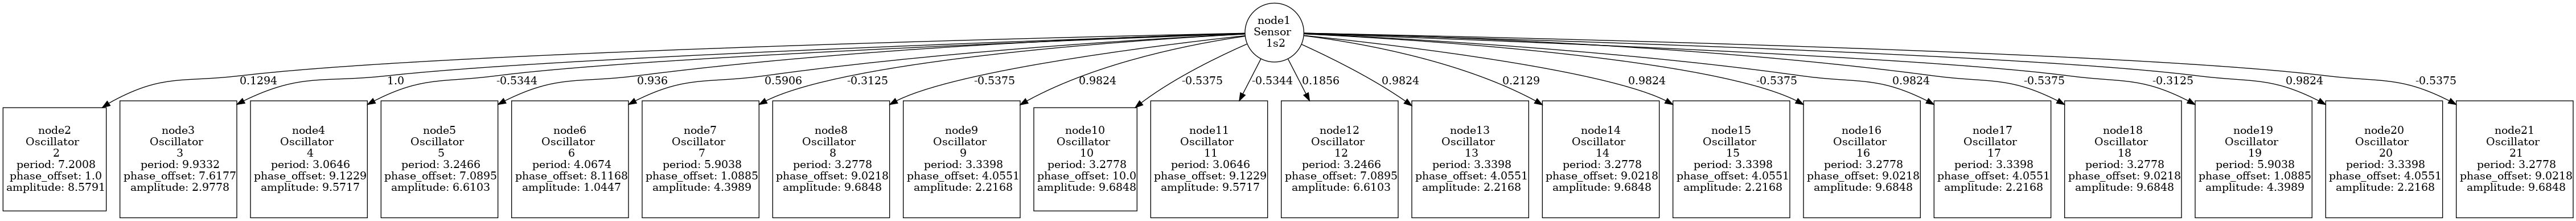 node1
Sensor
1s2
0.1294
1.0
-0.5344
0.936
0.5906
-0.3125
-0.5375
0.9824
-0.5375
-0.5344
0.1856
0.9824
0.2129
0.9824
-0.5375
0.9824
-0.5375
-0.3125
0.9824
-0.5375
node2
Oscillator
2
period: 7.2008
phase_offset: 1.0
amplitude: 8.5791
node3
Oscillator
3
period: 9.9332
phase_offset: 7.6177
amplitude: 2.9778
node4
Oscillator
4
period: 3.0646
phase_offset: 9.1229
amplitude: 9.5717
node5
Oscillator
5
period: 3.2466
phase_offset: 7.0895
amplitude: 6.6103
node6
Oscillator
6
period: 4.0674
phase_offset: 8.1168
amplitude: 1.0447
node7
Oscillator
7
period: 5.9038
phase_offset: 1.0885
amplitude: 4.3989
node8
Oscillator
8
period: 3.2778
phase_offset: 9.0218
amplitude: 9.6848
node9
Oscillator
9
period: 3.3398
phase_offset: 4.0551
amplitude: 2.2168
node10
Oscillator
10
period: 3.2778
phase_offset: 10.0
amplitude: 9.6848
node11
Oscillator
11
period: 3.0646
phase_offset: 9.1229
amplitude: 9.5717
node12
Oscillator
12
period: 3.2466
phase_offset: 7.0895
amplitude: 6.6103
node13
Oscillator
13
period: 3.3398
phase_offset: 4.0551
amplitude: 2.2168
node14
Oscillator
14
period: 3.2778
phase_offset: 9.0218
amplitude: 9.6848
node15
Oscillator
15
period: 3.3398
phase_offset: 4.0551
amplitude: 2.2168
node16
Oscillator
16
period: 3.2778
phase_offset: 9.0218
amplitude: 9.6848
node17
Oscillator
17
period: 3.3398
phase_offset: 4.0551
amplitude: 2.2168
node18
Oscillator
18
period: 3.2778
phase_offset: 9.0218
amplitude: 9.6848
node19
Oscillator
19
period: 5.9038
phase_offset: 1.0885
amplitude: 4.3989
node20
Oscillator
20
period: 3.3398
phase_offset: 4.0551
amplitude: 2.2168
node21
Oscillator
21
period: 3.2778
phase_offset: 9.0218
amplitude: 9.6848